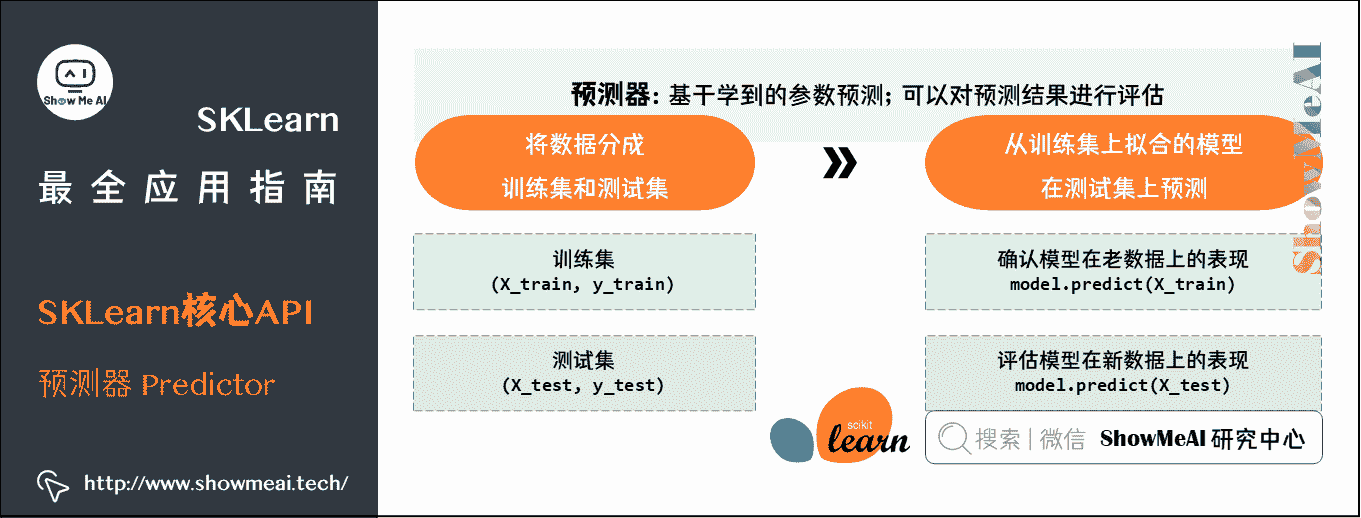 Show Me AI
SKLearn
最全应用指南
SKLearn核心API
预测器 Predictor
http://www.showmeai.tech/
预测器: 基于学到的参数预测; 可以对预测结果进行评估
将数据分成
训练集和测试集
»
从训练集上拟合的模型
在测试集上预测
训练集
(X_train, y_train)
确认模型在老数据上的表现
model.predict(X_train)
测试集
(X_test, y_test)
评估模型在新数据上的表现
model.predict(X_test)
scikit
learn
搜索 | 微信 ShowMeAI 研究中心
ShowMeAI